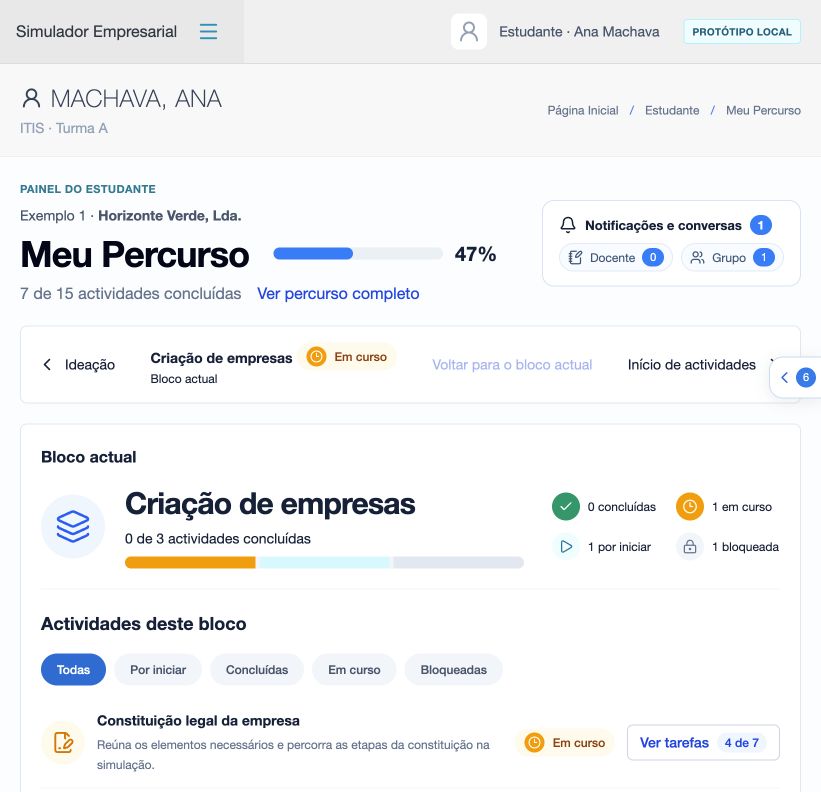 Simulador Empresarial
Estudante · Ana Machava
PROTÓTIPO LOCAL
MACHAVA, ANA
ITIS · Turma A
Página Inicial / Estudante / Meu Percurso
PAINEL DO ESTUDANTE
Exemplo 1 · Horizonte Verde, Lda.
Meu Percurso
47%
7 de 15 actividades concluídas
Ver percurso completo
Notificações e conversas 1
Docente 0
Grupo 1
Ideação
Criação de empresas
Em curso
Bloco actual
Voltar para o bloco actual
Início de actividades
6
Bloco actual
Criação de empresas
0 de 3 actividades concluídas
0 concluídas
1 em curso
1 por iniciar
1 bloqueada
Actividades deste bloco
Todas
Por iniciar
Concluídas
Em curso
Bloqueadas
Constituição legal da empresa
Reúna os elementos necessários e percorra as etapas da constituição na
simulação.
Em curso
Ver tarefas 4 de 7